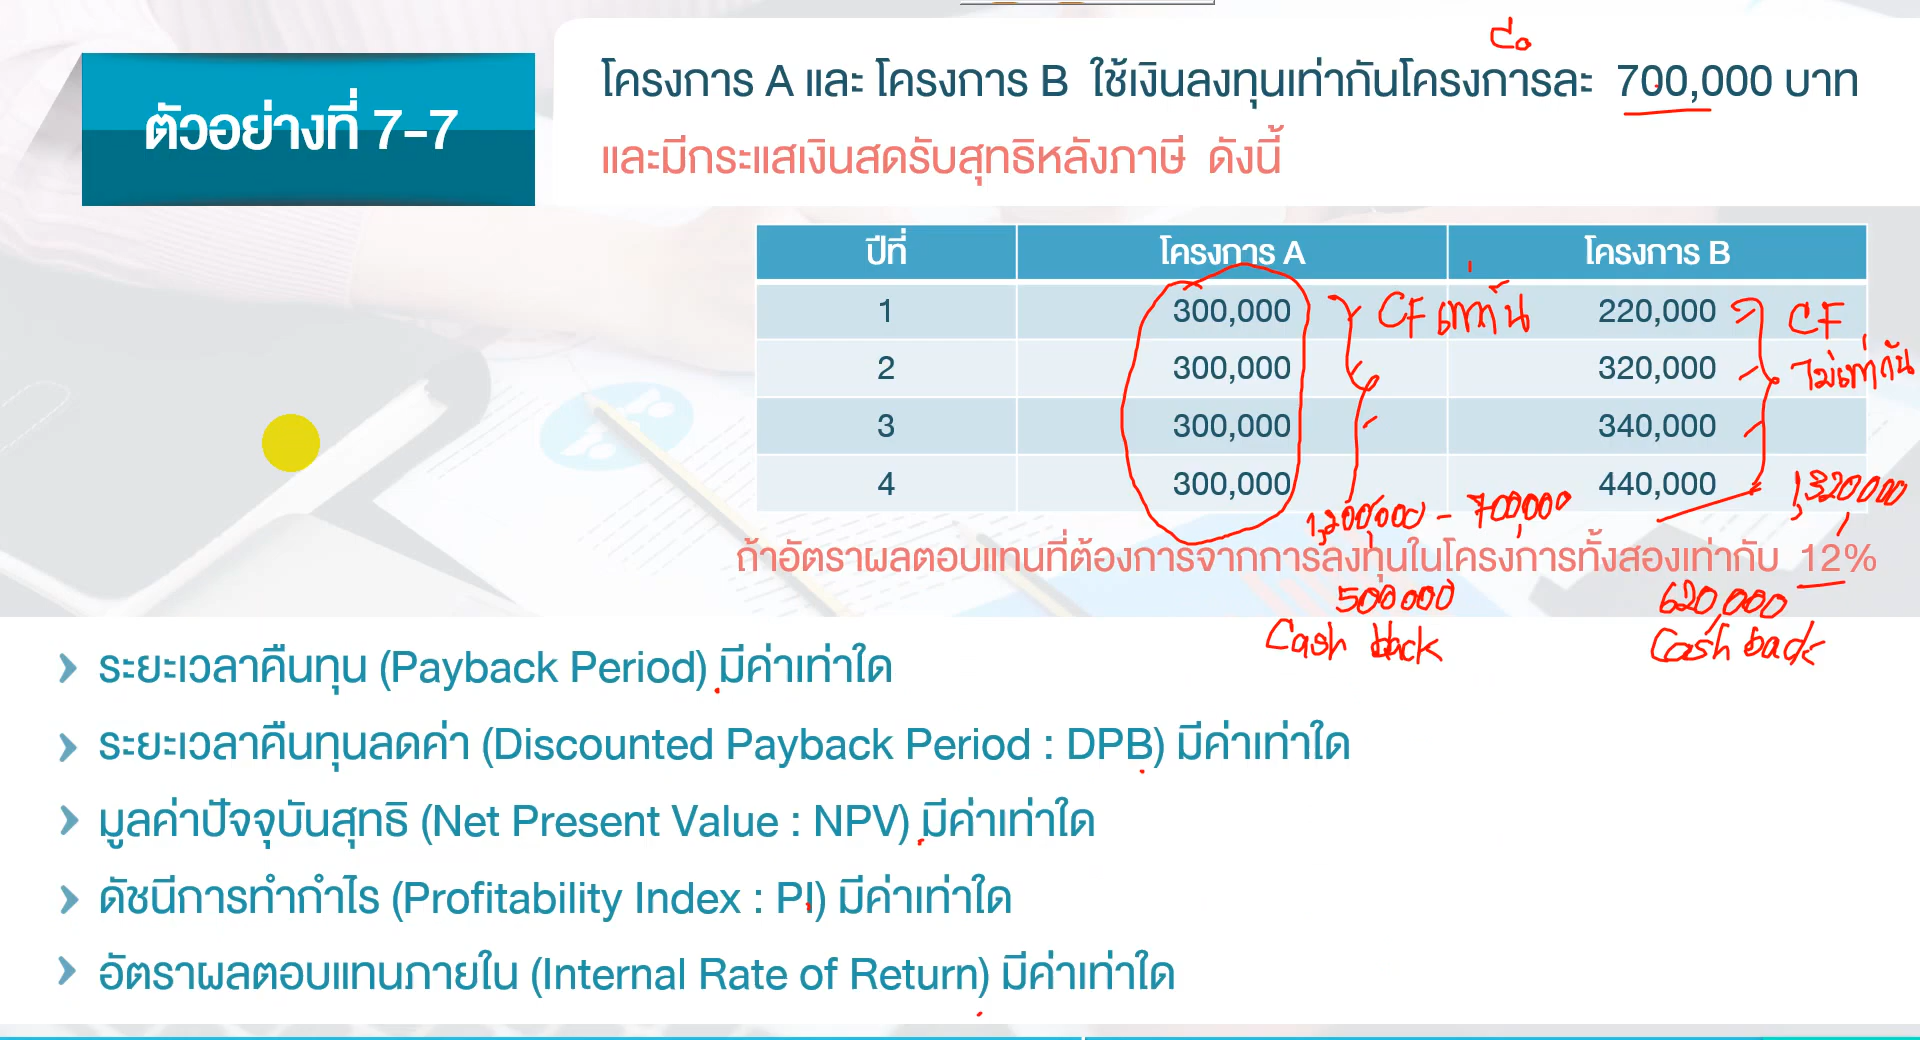 ตัวอย่างที่ 7-7
โครงการ A และ โครงการ B ใช้เงินลงทุนเท่ากันโครงการละ 700,000 บาท
และมีกระแสเงินสดรับสุทธิหลังภาษี ดังนี้
ปีที่ โครงการ A โครงการ B
1 300,000 CF เท่ากัน 220,000 CF
2 300,000 320,000 ไม่เท่ากัน
3 300,000 340,000
4 300,000 440,000 1,320,000
1,200,000 - 700,000
ถ้าอัตราผลตอบแทนที่ต้องการจากการลงทุนในโครงการทั้งสองเท่ากับ 12%
500000 620,000
Cash back Cash back
ระยะเวลาคืนทุน (Payback Period) มีค่าเท่าใด
ระยะเวลาคืนทุนลดค่า (Discounted Payback Period : DPB) มีค่าเท่าใด
มูลค่าปัจจุบันสุทธิ (Net Present Value : NPV) มีค่าเท่าใด
ดัชนีการทำกำไร (Profitability Index : PI) มีค่าเท่าใด
อัตราผลตอบแทนภายใน (Internal Rate of Return) มีค่าเท่าใด